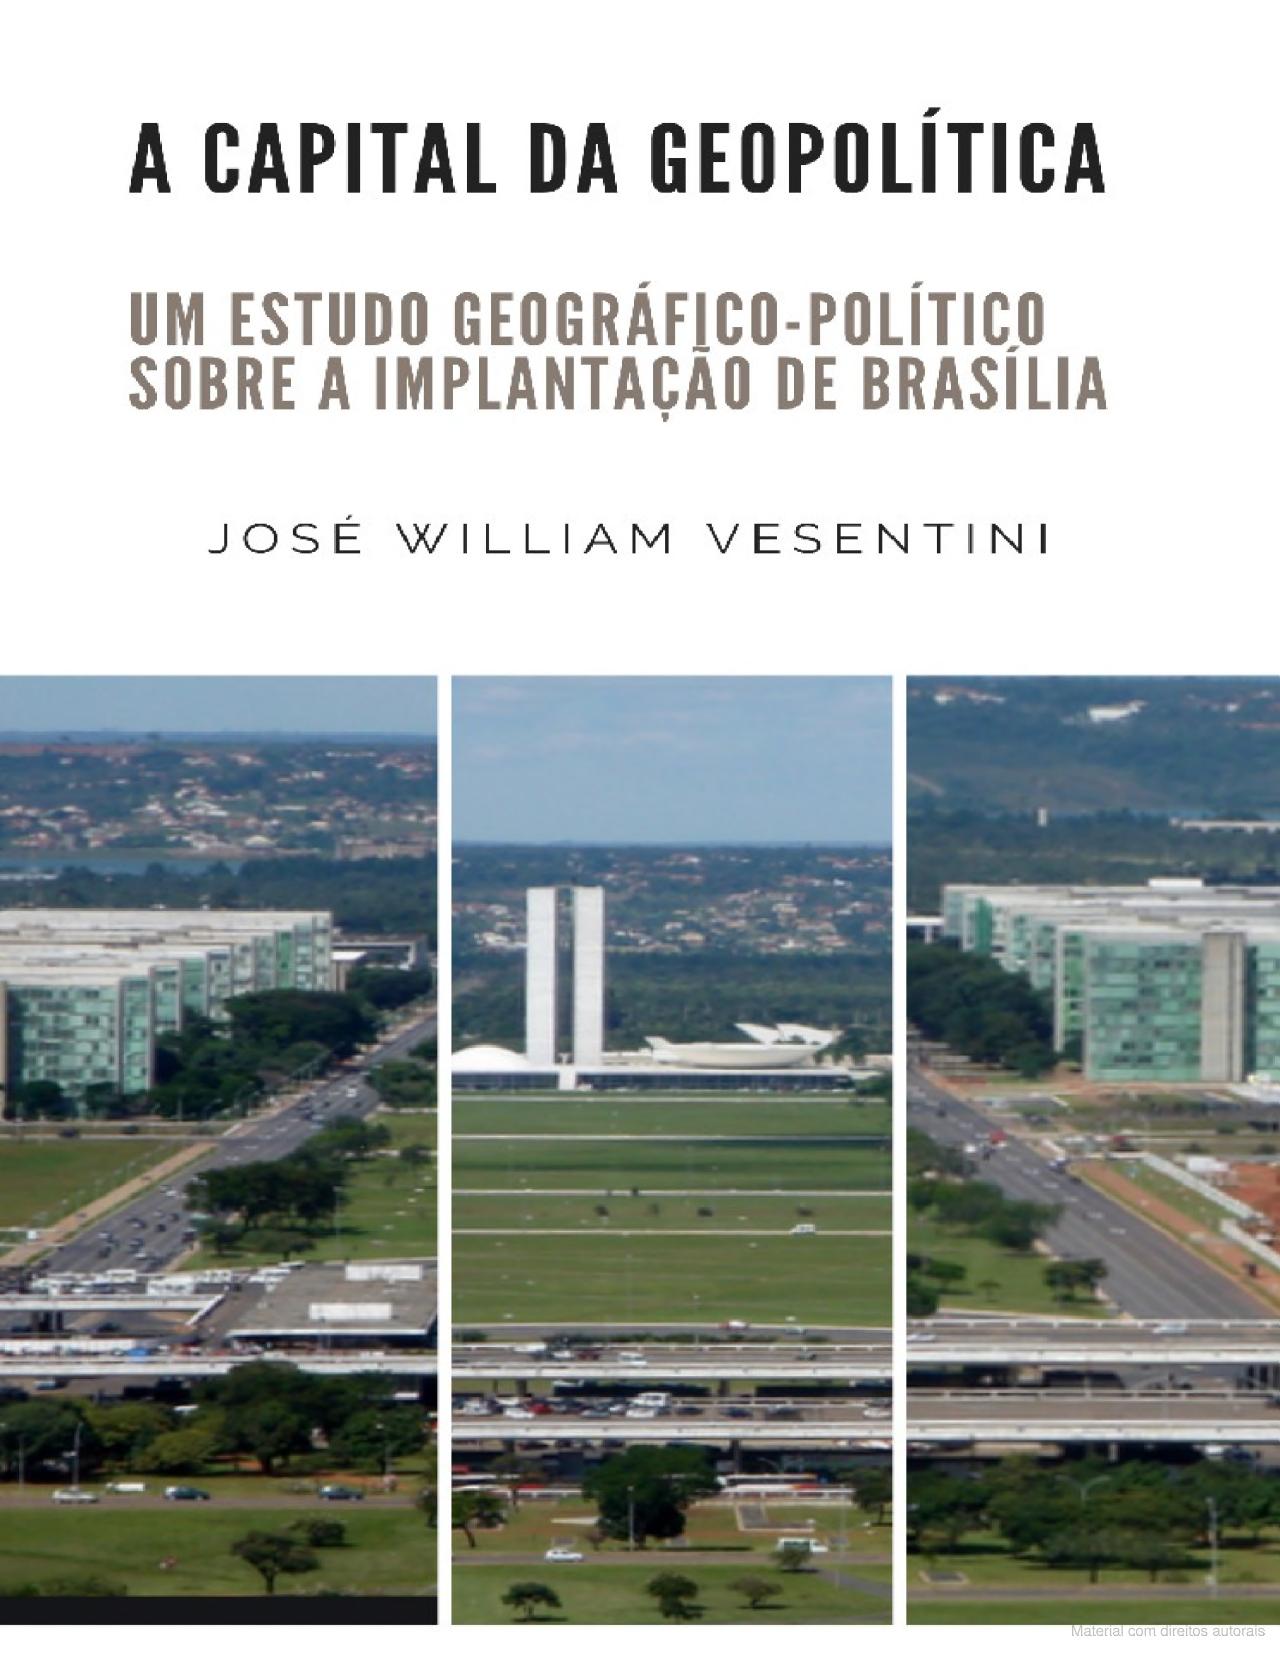 A CAPITAL DA GEOPOLÍTICA
UM ESTUDO GEOGRÁFICO-POLÍTICO
SOBRE A IMPLANTAÇÃO DE BRASÍLIA
JOSÉ WILLIAM VESENTINI
Material com direitos autorais